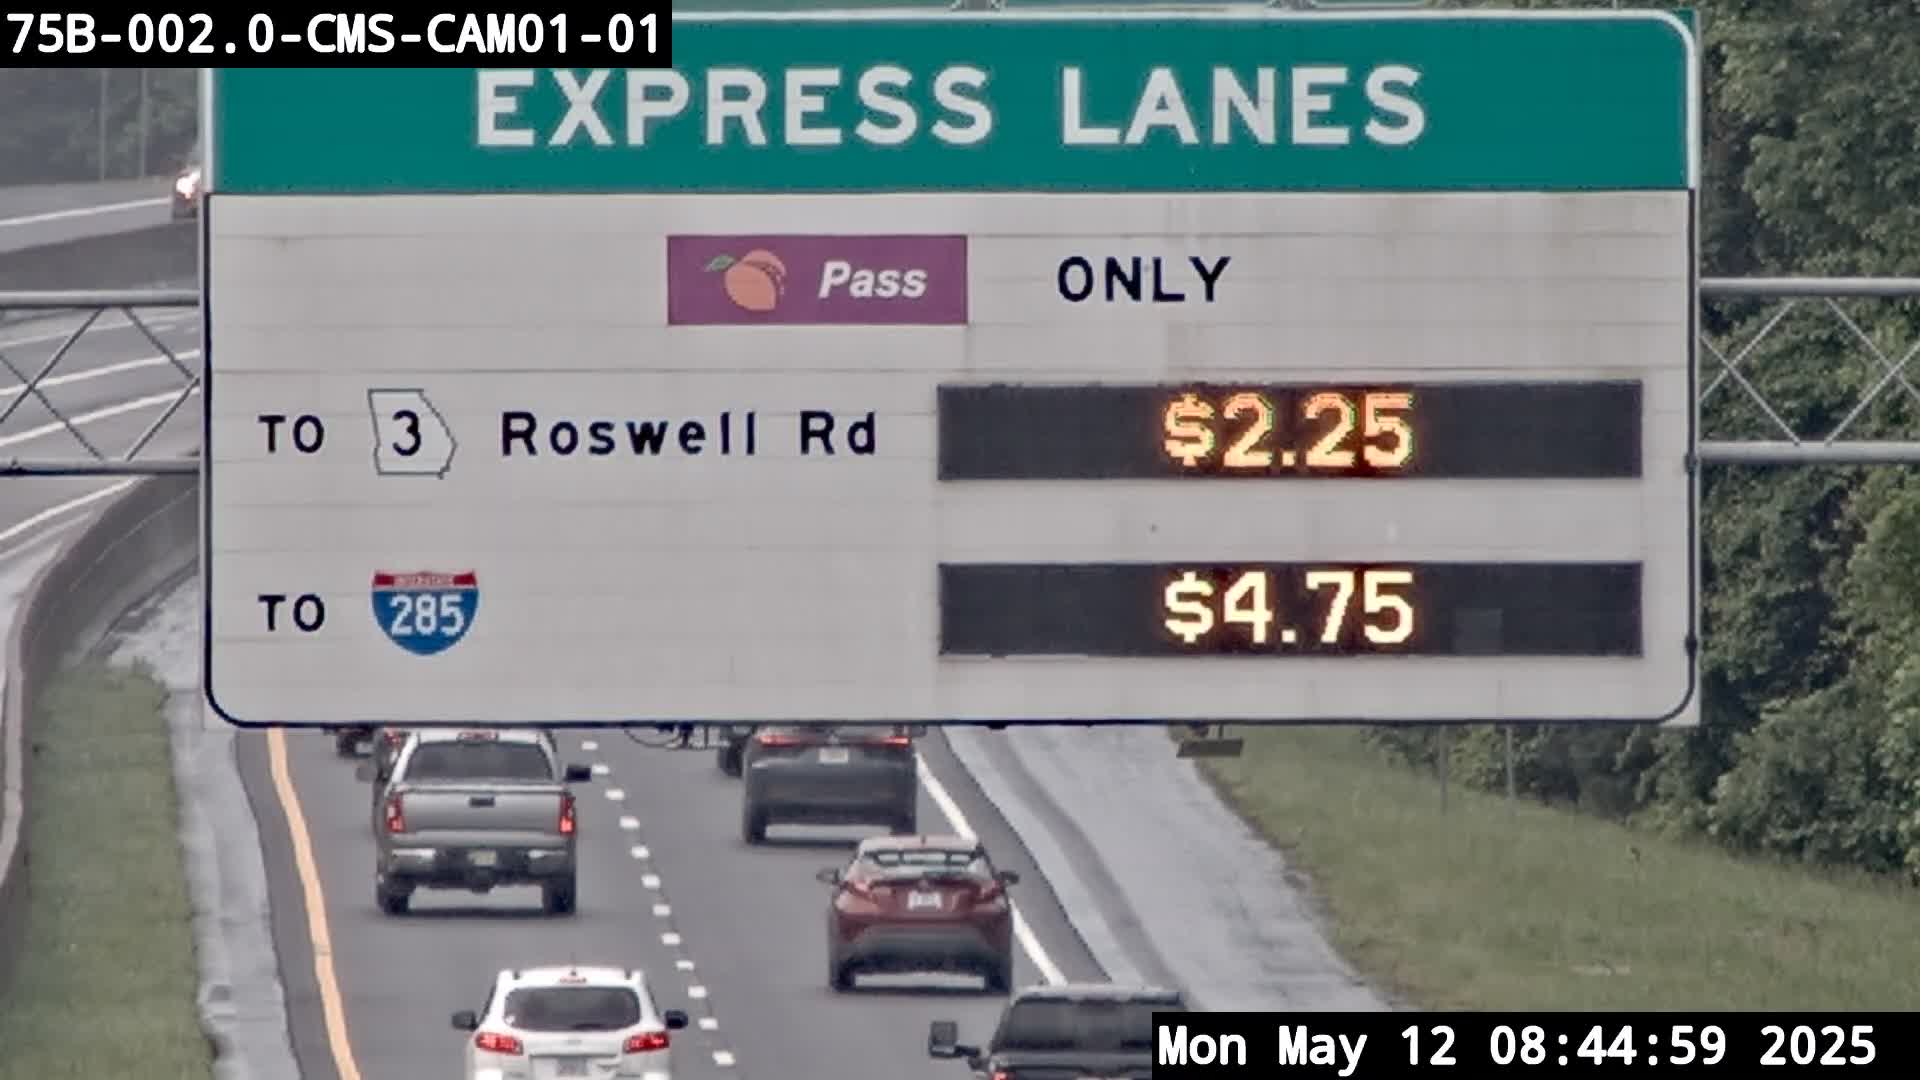 75B-002.0-CMS-CAM01-01
EXPRESS LANES
Pass ONLY
TO 3 Roswell Rd $2.25
INTERSTATE
TO 285 $4.75
Mon May 12 08:44:59 2025